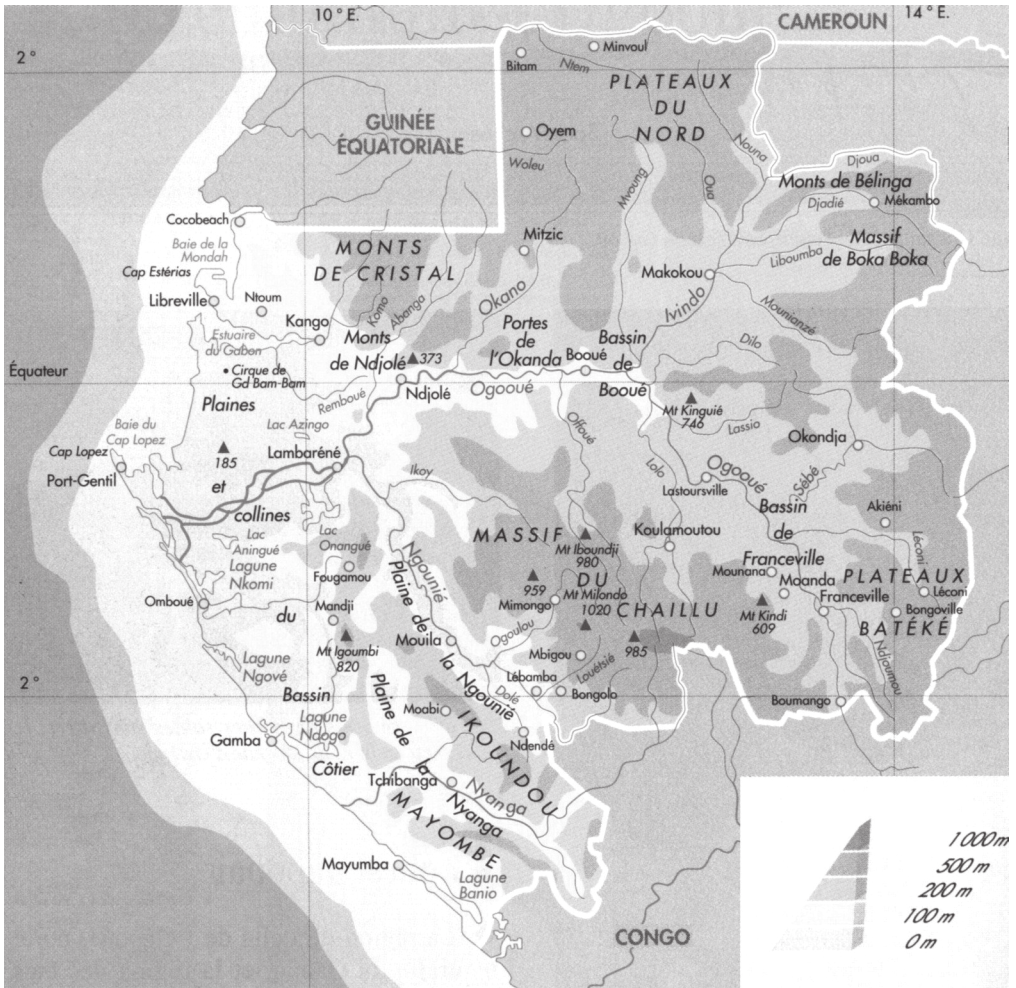 10° E.
14° E.
CAMEROUN
2°
Minvoul
Bitam
Ntem
PLATEAUX
DU
NORD
GUINÉE
ÉQUATORIALE
Oyem
Woleu
Nouna
Djoua
Mvoung
Oua
Monts de Bélinga
Djadié
Mékambo
Cocobeach
Baie de la
Mondah
MONTS
DE CRISTAL
Mitzic
Massif
de Boka Boka
Liboumba
Makokou
Cap Estérias
Libreville
Ntoum
Kango
Komo
Abanga
Okano
Ivindo
Mounianzé
Estuaire
du Gabon
Monts
de Ndjolé
373
Portes
de
l'Okanda
Booué
Bassin
de
Booué
Dilo
Équateur
Cirque de
Gd Bam-Bam
Remboué
Ndjolé
Ogooué
Plaines
Mt Kinguié
746
Lassio
Baie du
Cap Lopez
Lac Azingo
Offoué
Okondja
Cap Lopez
Port-Gentil
185
et
collines
Lambaréné
Ikoy
Lolo
Ogooué
Lastoursville
Sébé
Bassin
de
Franceville
Akiéni
Lac
Aningué
Lac
Onangué
MASSIF
DU
CHAILLU
Mt Iboundji
980
Koulamoutou
Léconi
Lagune
Nkomi
Fougamou
Ngounié
Plaine de
la Ngounié
959
Mt Milondo
1020
Mounana
Moanda
PLATEAUX
BATÉKÉ
Omboué
du
Mandji
Mimongo
Mt Kindi
609
Franceville
Léconi
Bongoville
Mt Igoumbi
820
Mouila
Ogoulou
985
Mbigou
Louétsié
Ndjoumou
Lagune
Ngové
Lébamba
Bongolo
Dolé
2°
Bassin
Plaine de
la
Nyanga
Moabi
IKOUNDOU
Boumango
Lagune
Ndogo
Ndendé
Gamba
Côtier
Tchibanga
Nyanga
MAYOMBE
Mayumba
Lagune
Banio
CONGO
1000 m
500 m
200 m
100 m
0 m